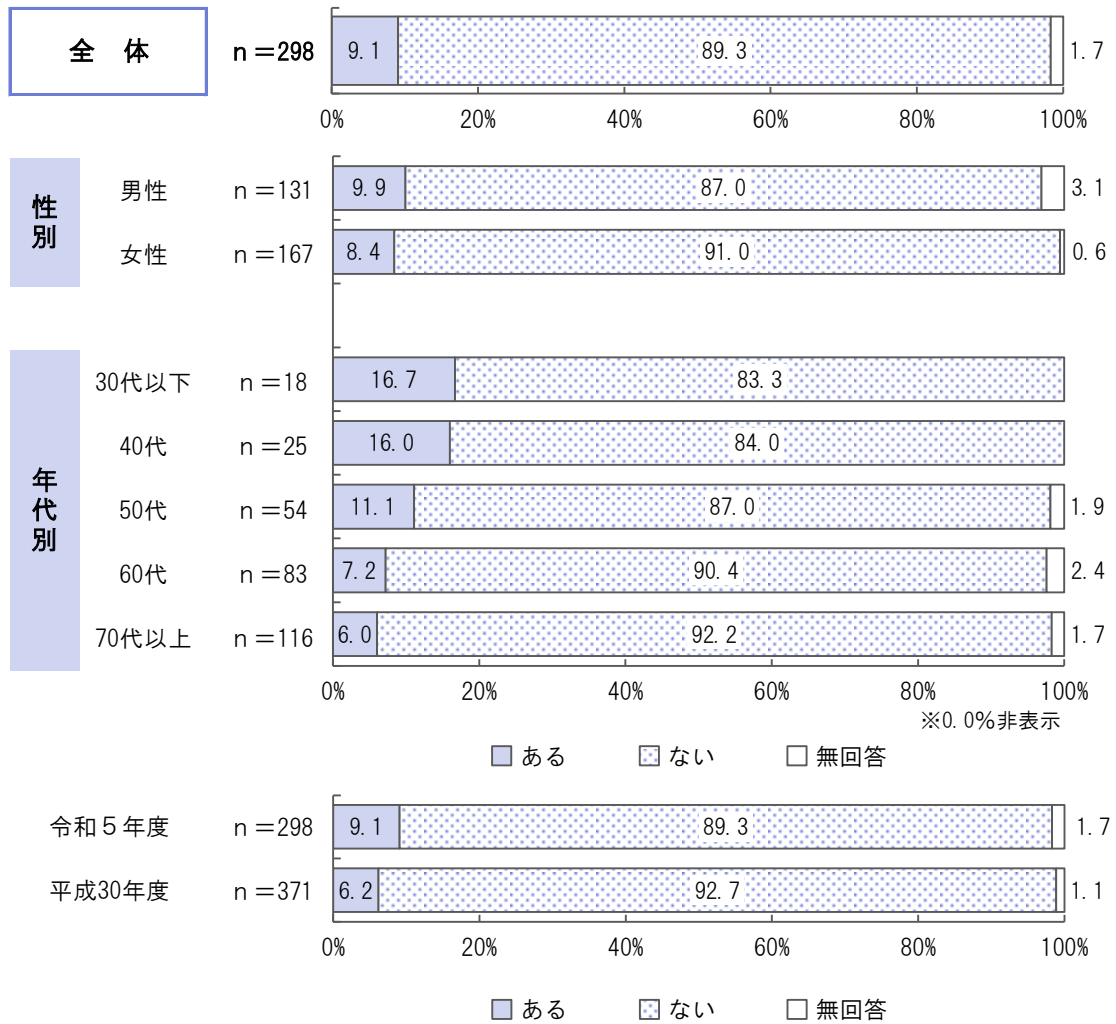 全　体　ｎ＝298　9.1　89.3　1.7
0%　20%　40%　60%　80%　100%
性別
男性　ｎ＝131　9.9　87.0　3.1
女性　ｎ＝167　8.4　91.0　0.6
年代別
30代以下　ｎ＝18　16.7　83.3
40代　ｎ＝25　16.0　84.0
50代　ｎ＝54　11.1　87.0　1.9
60代　ｎ＝83　7.2　90.4　2.4
70代以上　ｎ＝116　6.0　92.2　1.7
0%　20%　40%　60%　80%　100%
※0.0%非表示
ある　ない　無回答
令和５年度　ｎ＝298　9.1　89.3　1.7
平成30年度　ｎ＝371　6.2　92.7　1.1
0%　20%　40%　60%　80%　100%
ある　ない　無回答